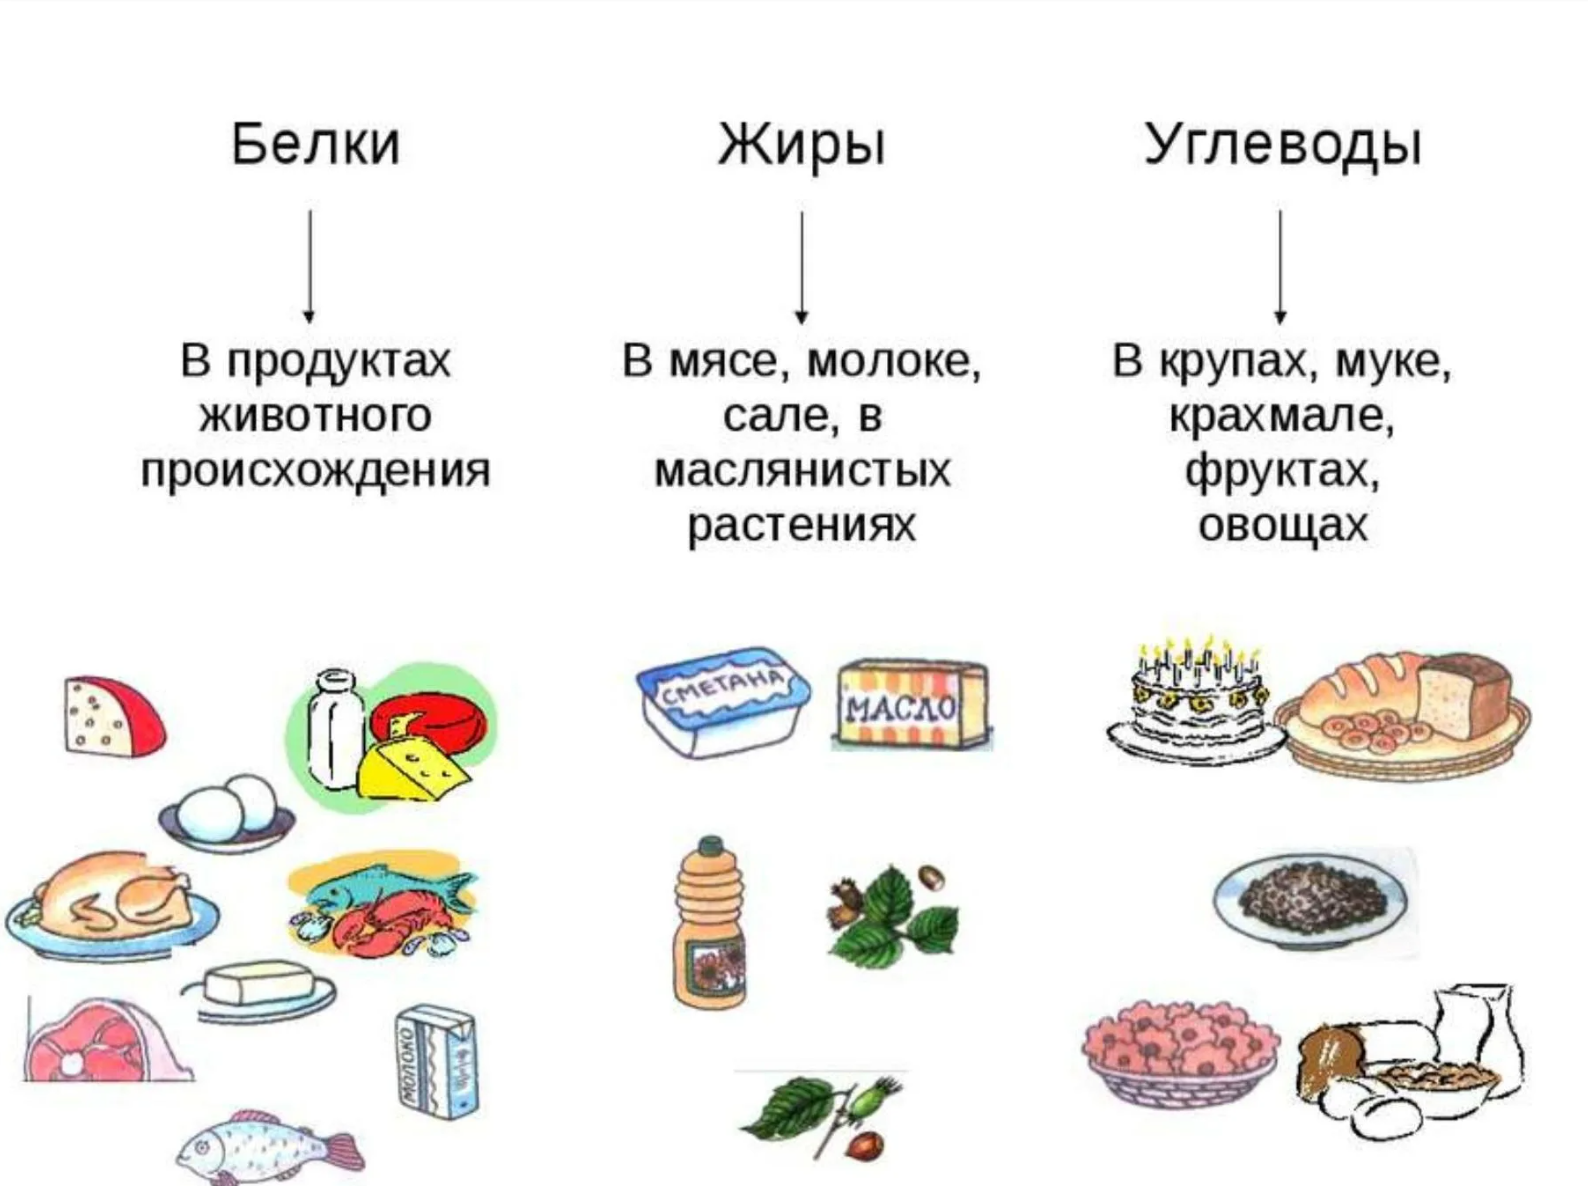 Белки
Жиры
Углеводы
В продуктах
животного
происхождения
В мясе, молоке,
сале, в
маслянистых
растениях
В крупах, муке,
крахмале,
фруктах,
овощах
СМЕТАНА
МАСЛО
МОЛОКО